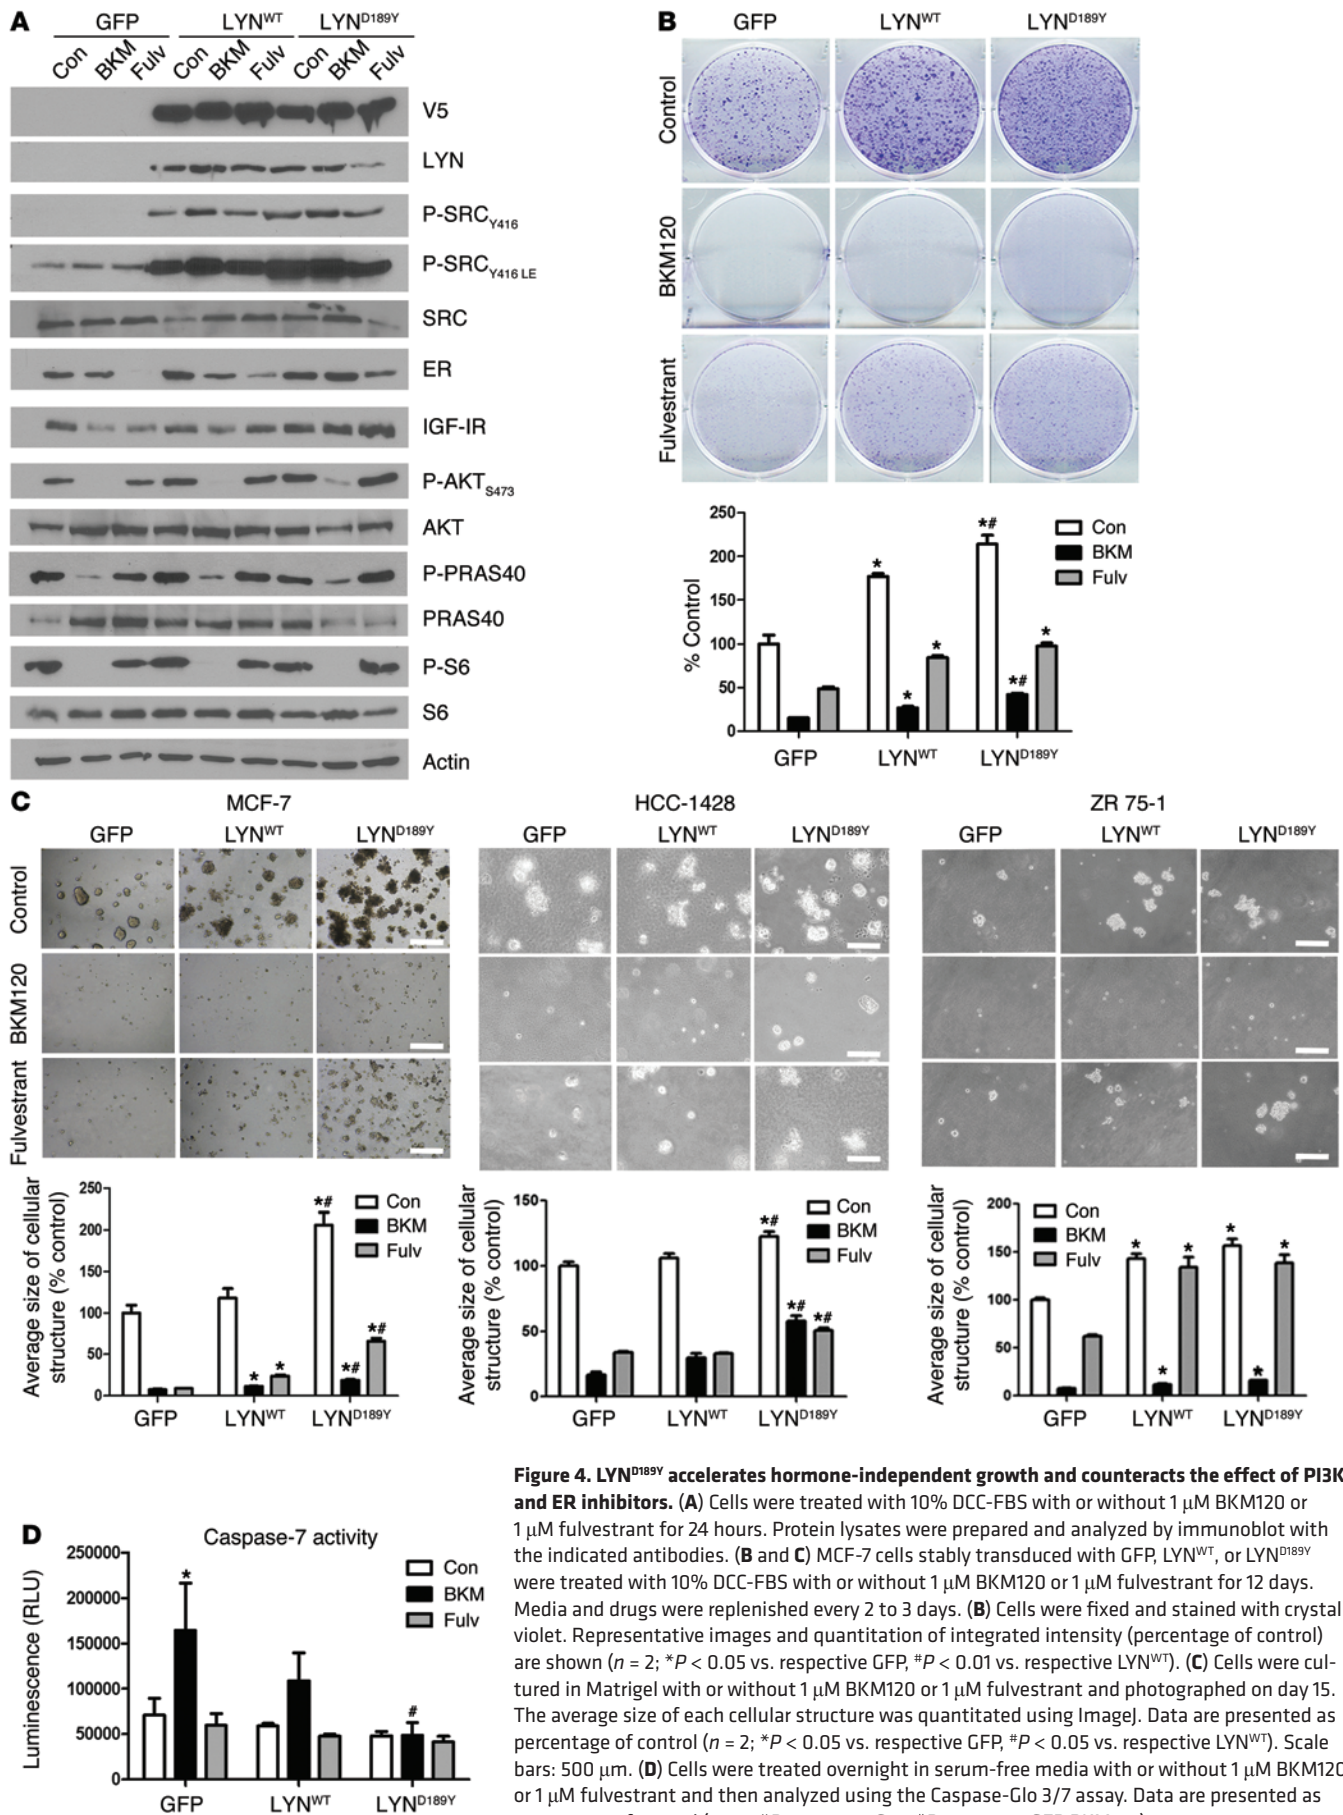 A
GFP LYNWT LYND189Y
Con BKM Fulv Con BKM Fulv Con BKM Fulv
V5
LYN
P-SRCY416
P-SRCY416 LE
SRC
ER
IGF-IR
P-AKTS473
AKT
P-PRAS40
PRAS40
P-S6
S6
Actin
B
GFP LYNWT LYND189Y
Control
BKM120
Fulvestrant
% Control
250
200
150
100
50
0
* *# * * *# *
Con
BKM
Fulv
GFP LYNWT LYND189Y
C
MCF-7 HCC-1428 ZR 75-1
GFP LYNWT LYND189Y GFP LYNWT LYND189Y GFP LYNWT LYND189Y
Control
BKM120
Fulvestrant
Average size of cellular
structure (% control)
250
200
150
100
50
0
* * *# *# *#
Con
BKM
Fulv
GFP LYNWT LYND189Y
Average size of cellular
structure (% control)
150
100
50
0
*# *# *#
Con
BKM
Fulv
GFP LYNWT LYND189Y
Average size of cellular
structure (% control)
200
150
100
50
0
* * * * * *
Con
BKM
Fulv
GFP LYNWT LYND189Y
D
Caspase-7 activity
Luminescence (RLU)
250000
200000
150000
100000
50000
0
* #
Con
BKM
Fulv
GFP LYNWT LYND189Y
Figure 4. LYND189Y accelerates hormone-independent growth and counteracts the effect of PI3K
and ER inhibitors. (A) Cells were treated with 10% DCC-FBS with or without 1 μM BKM120 or
1 μM fulvestrant for 24 hours. Protein lysates were prepared and analyzed by immunoblot with
the indicated antibodies. (B and C) MCF-7 cells stably transduced with GFP, LYNWT, or LYND189Y
were treated with 10% DCC-FBS with or without 1 μM BKM120 or 1 μM fulvestrant for 12 days.
Media and drugs were replenished every 2 to 3 days. (B) Cells were fixed and stained with crystal
violet. Representative images and quantitation of integrated intensity (percentage of control)
are shown (n = 2; *P < 0.05 vs. respective GFP, #P < 0.01 vs. respective LYNWT). (C) Cells were cul-
tured in Matrigel with or without 1 μM BKM120 or 1 μM fulvestrant and photographed on day 15.
The average size of each cellular structure was quantitated using ImageJ. Data are presented as
percentage of control (n = 2; *P < 0.05 vs. respective GFP, #P < 0.05 vs. respective LYNWT). Scale
bars: 500 μm. (D) Cells were treated overnight in serum-free media with or without 1 μM BKM120
or 1 μM fulvestrant and then analyzed using the Caspase-Glo 3/7 assay. Data are presented as